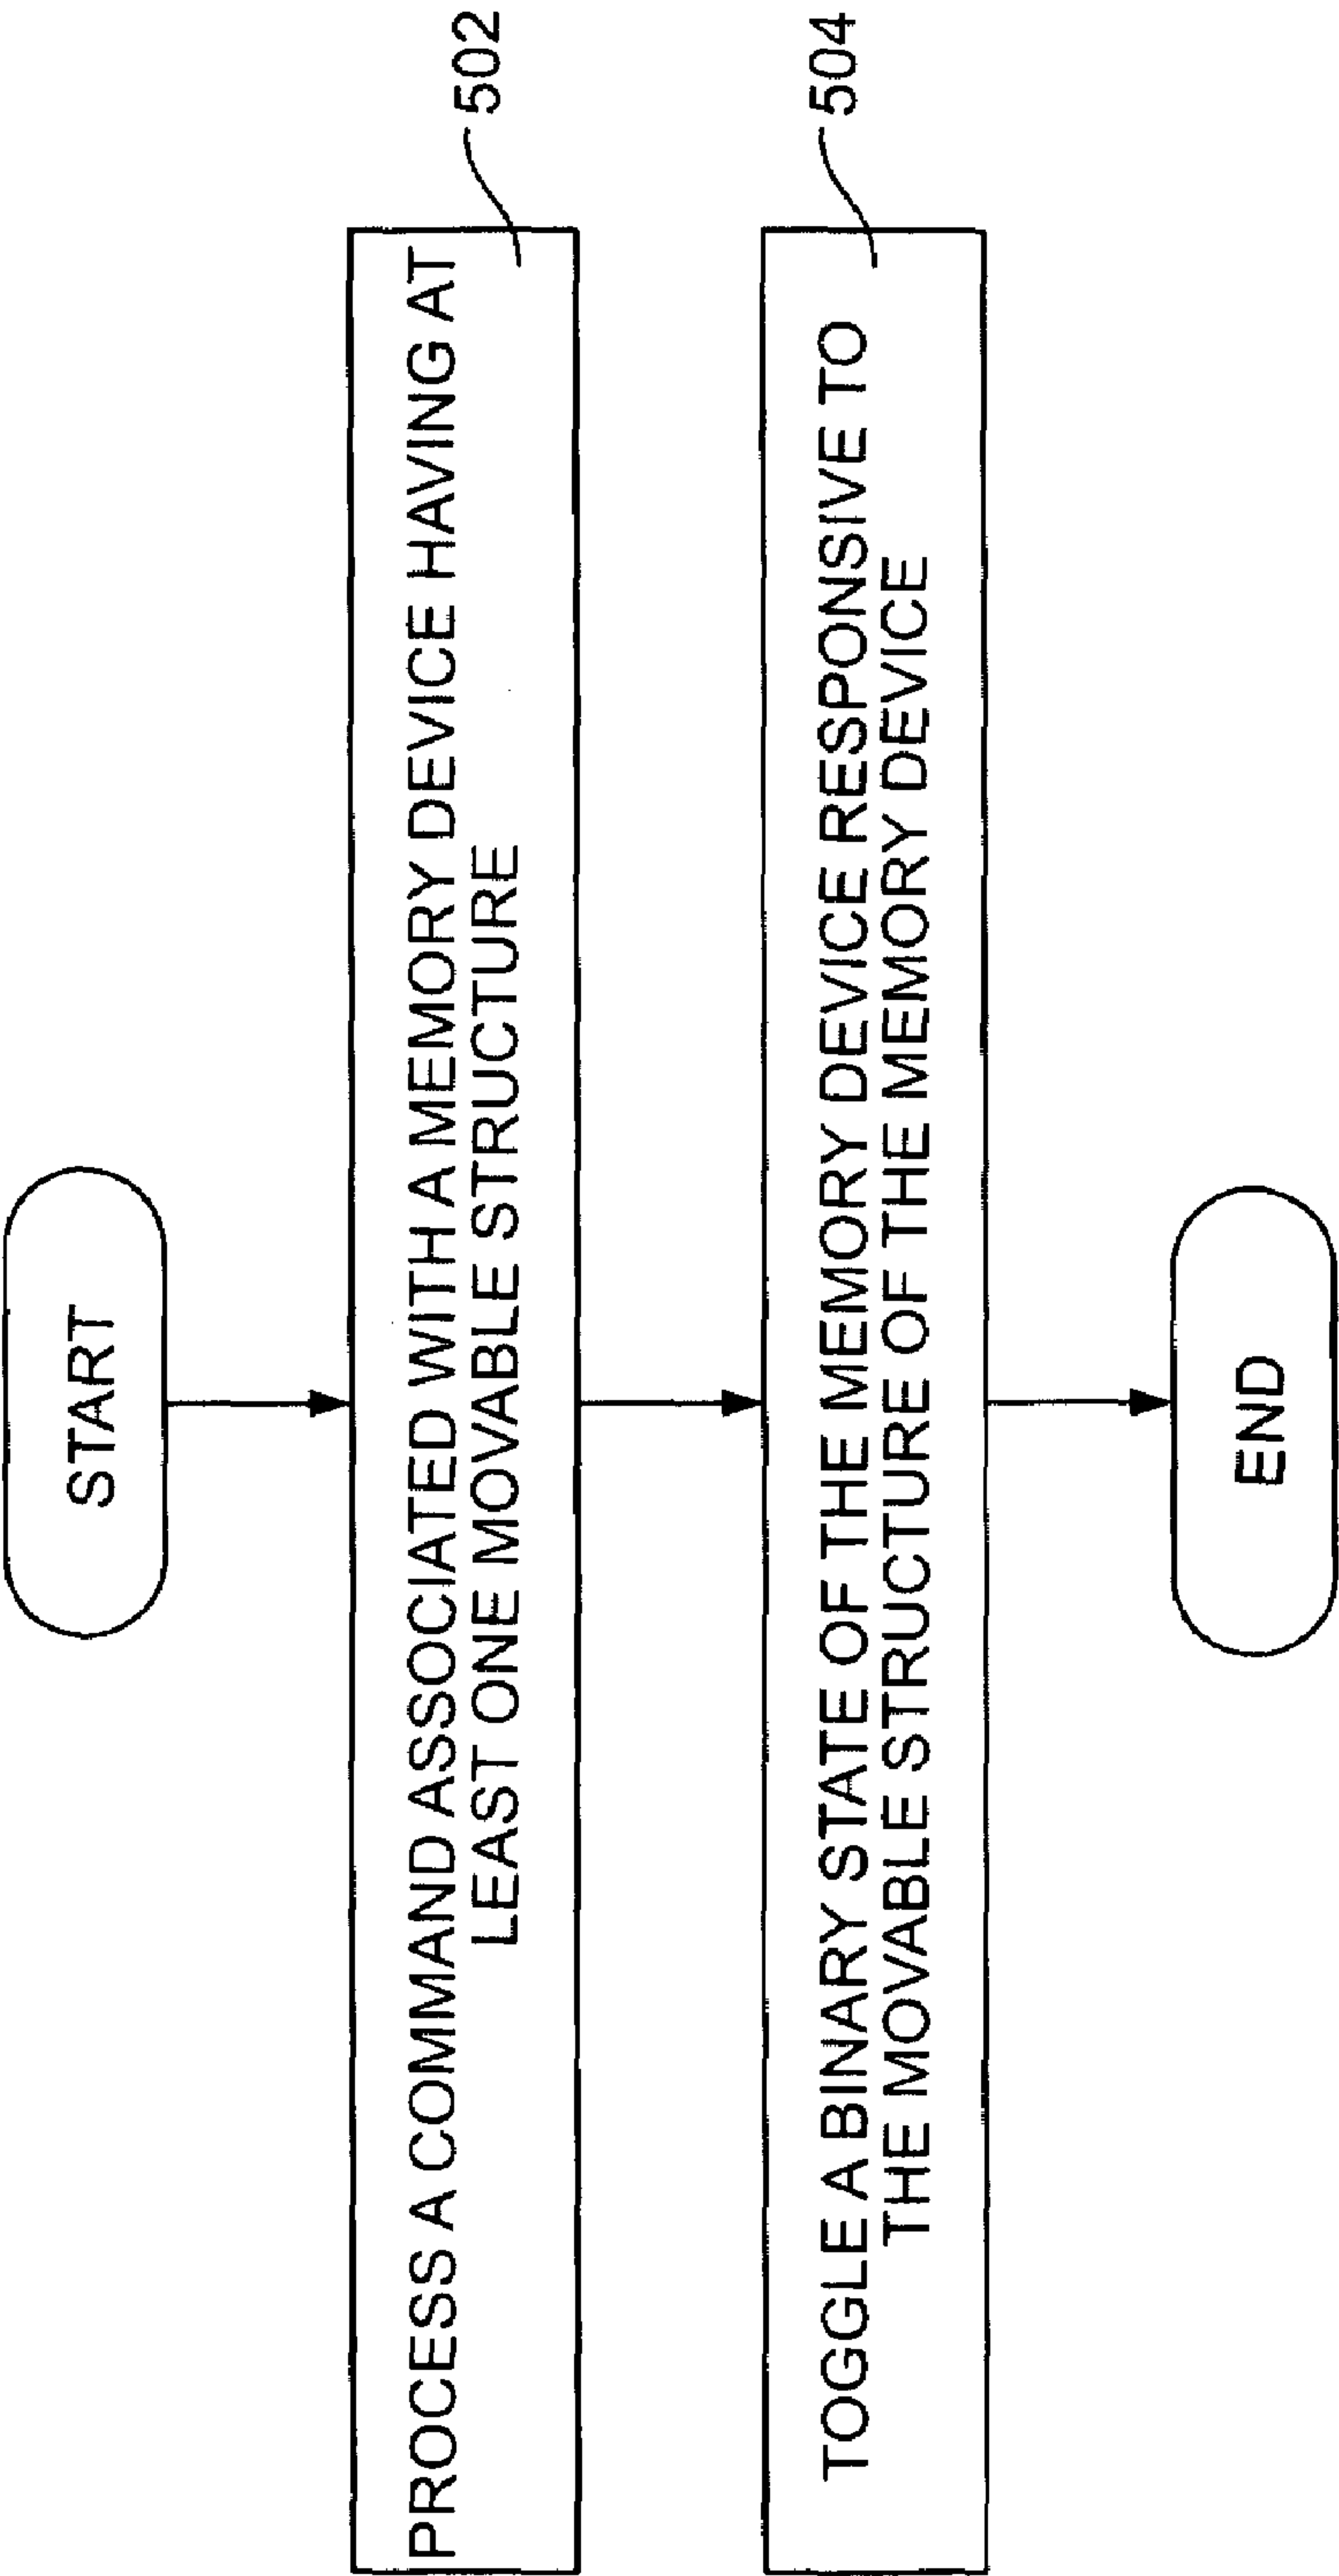 START
PROCESS A COMMAND ASSOCIATED WITH A MEMORY DEVICE HAVING AT
LEAST ONE MOVABLE STRUCTURE
502
TOGGLE A BINARY STATE OF THE MEMORY DEVICE RESPONSIVE TO
THE MOVABLE STRUCTURE OF THE MEMORY DEVICE
504
END